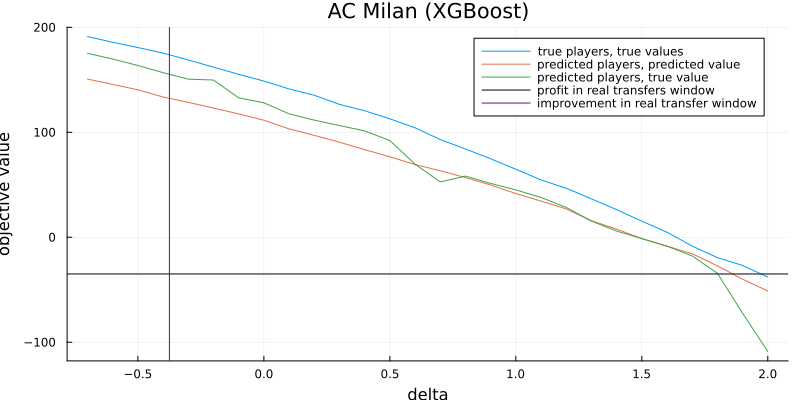 AC Milan (XGBoost)
200
100
0
−100
objective value
true players, true values
predicted players, predicted value
predicted players, true value
profit in real transfers window
improvement in real transfer window
−0.5
0.0
0.5
1.0
1.5
2.0
delta